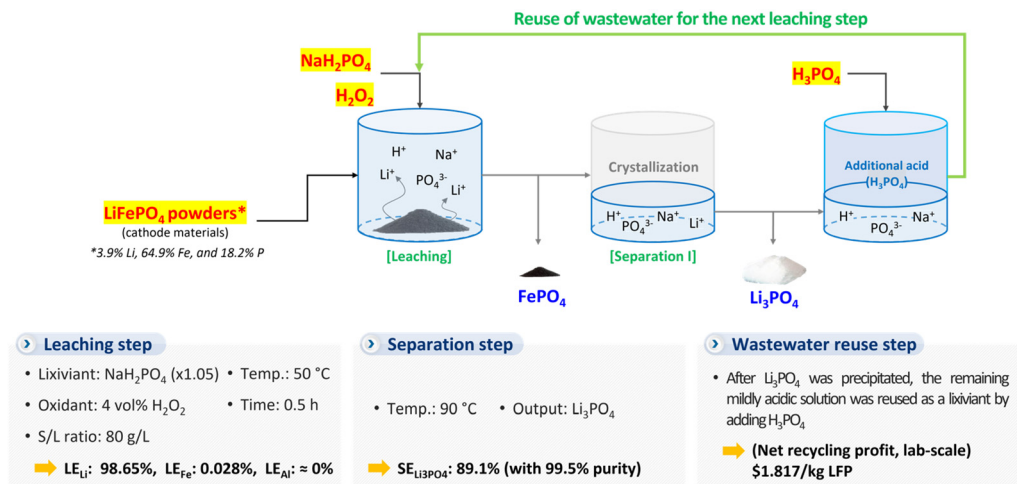 Reuse of wastewater for the next leaching step
NaH₂PO₄
H₂O₂
H₃PO₄
H⁺
Na⁺
Li⁺
PO₄³⁻
Li⁺
Crystallization
Additional acid
(H₃PO₄)
LiFePO₄ powders*
(cathode materials)
*3.9% Li, 64.9% Fe, and 18.2% P
H⁺
PO₄³⁻
Na⁺
Li⁺
H⁺
PO₄³⁻
Na⁺
[Leaching]
[Separation I]
FePO₄
Li₃PO₄
Leaching step
• Lixiviant: NaH₂PO₄ (x1.05)
• Temp.: 50 °C
• Oxidant: 4 vol% H₂O₂
• Time: 0.5 h
• S/L ratio: 80 g/L
LE_Li: 98.65%, LE_Fe: 0.028%, LE_Al: ≈ 0%
Separation step
• Temp.: 90 °C
• Output: Li₃PO₄
SE_Li3PO4: 89.1% (with 99.5% purity)
Wastewater reuse step
• After Li₃PO₄ was precipitated, the remaining
mildly acidic solution was reused as a lixiviant by
adding H₃PO₄
(Net recycling profit, lab-scale)
$1.817/kg LFP